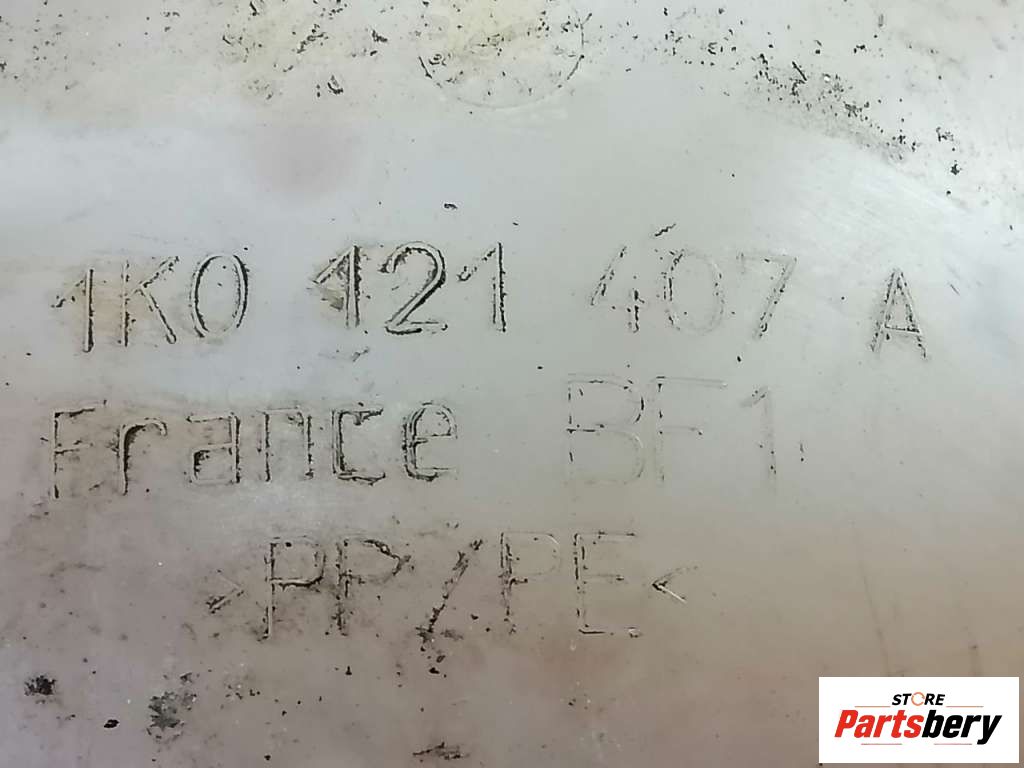 1K0 121 407 A
France BF1
>PP/PE<
STORE
Partsbery